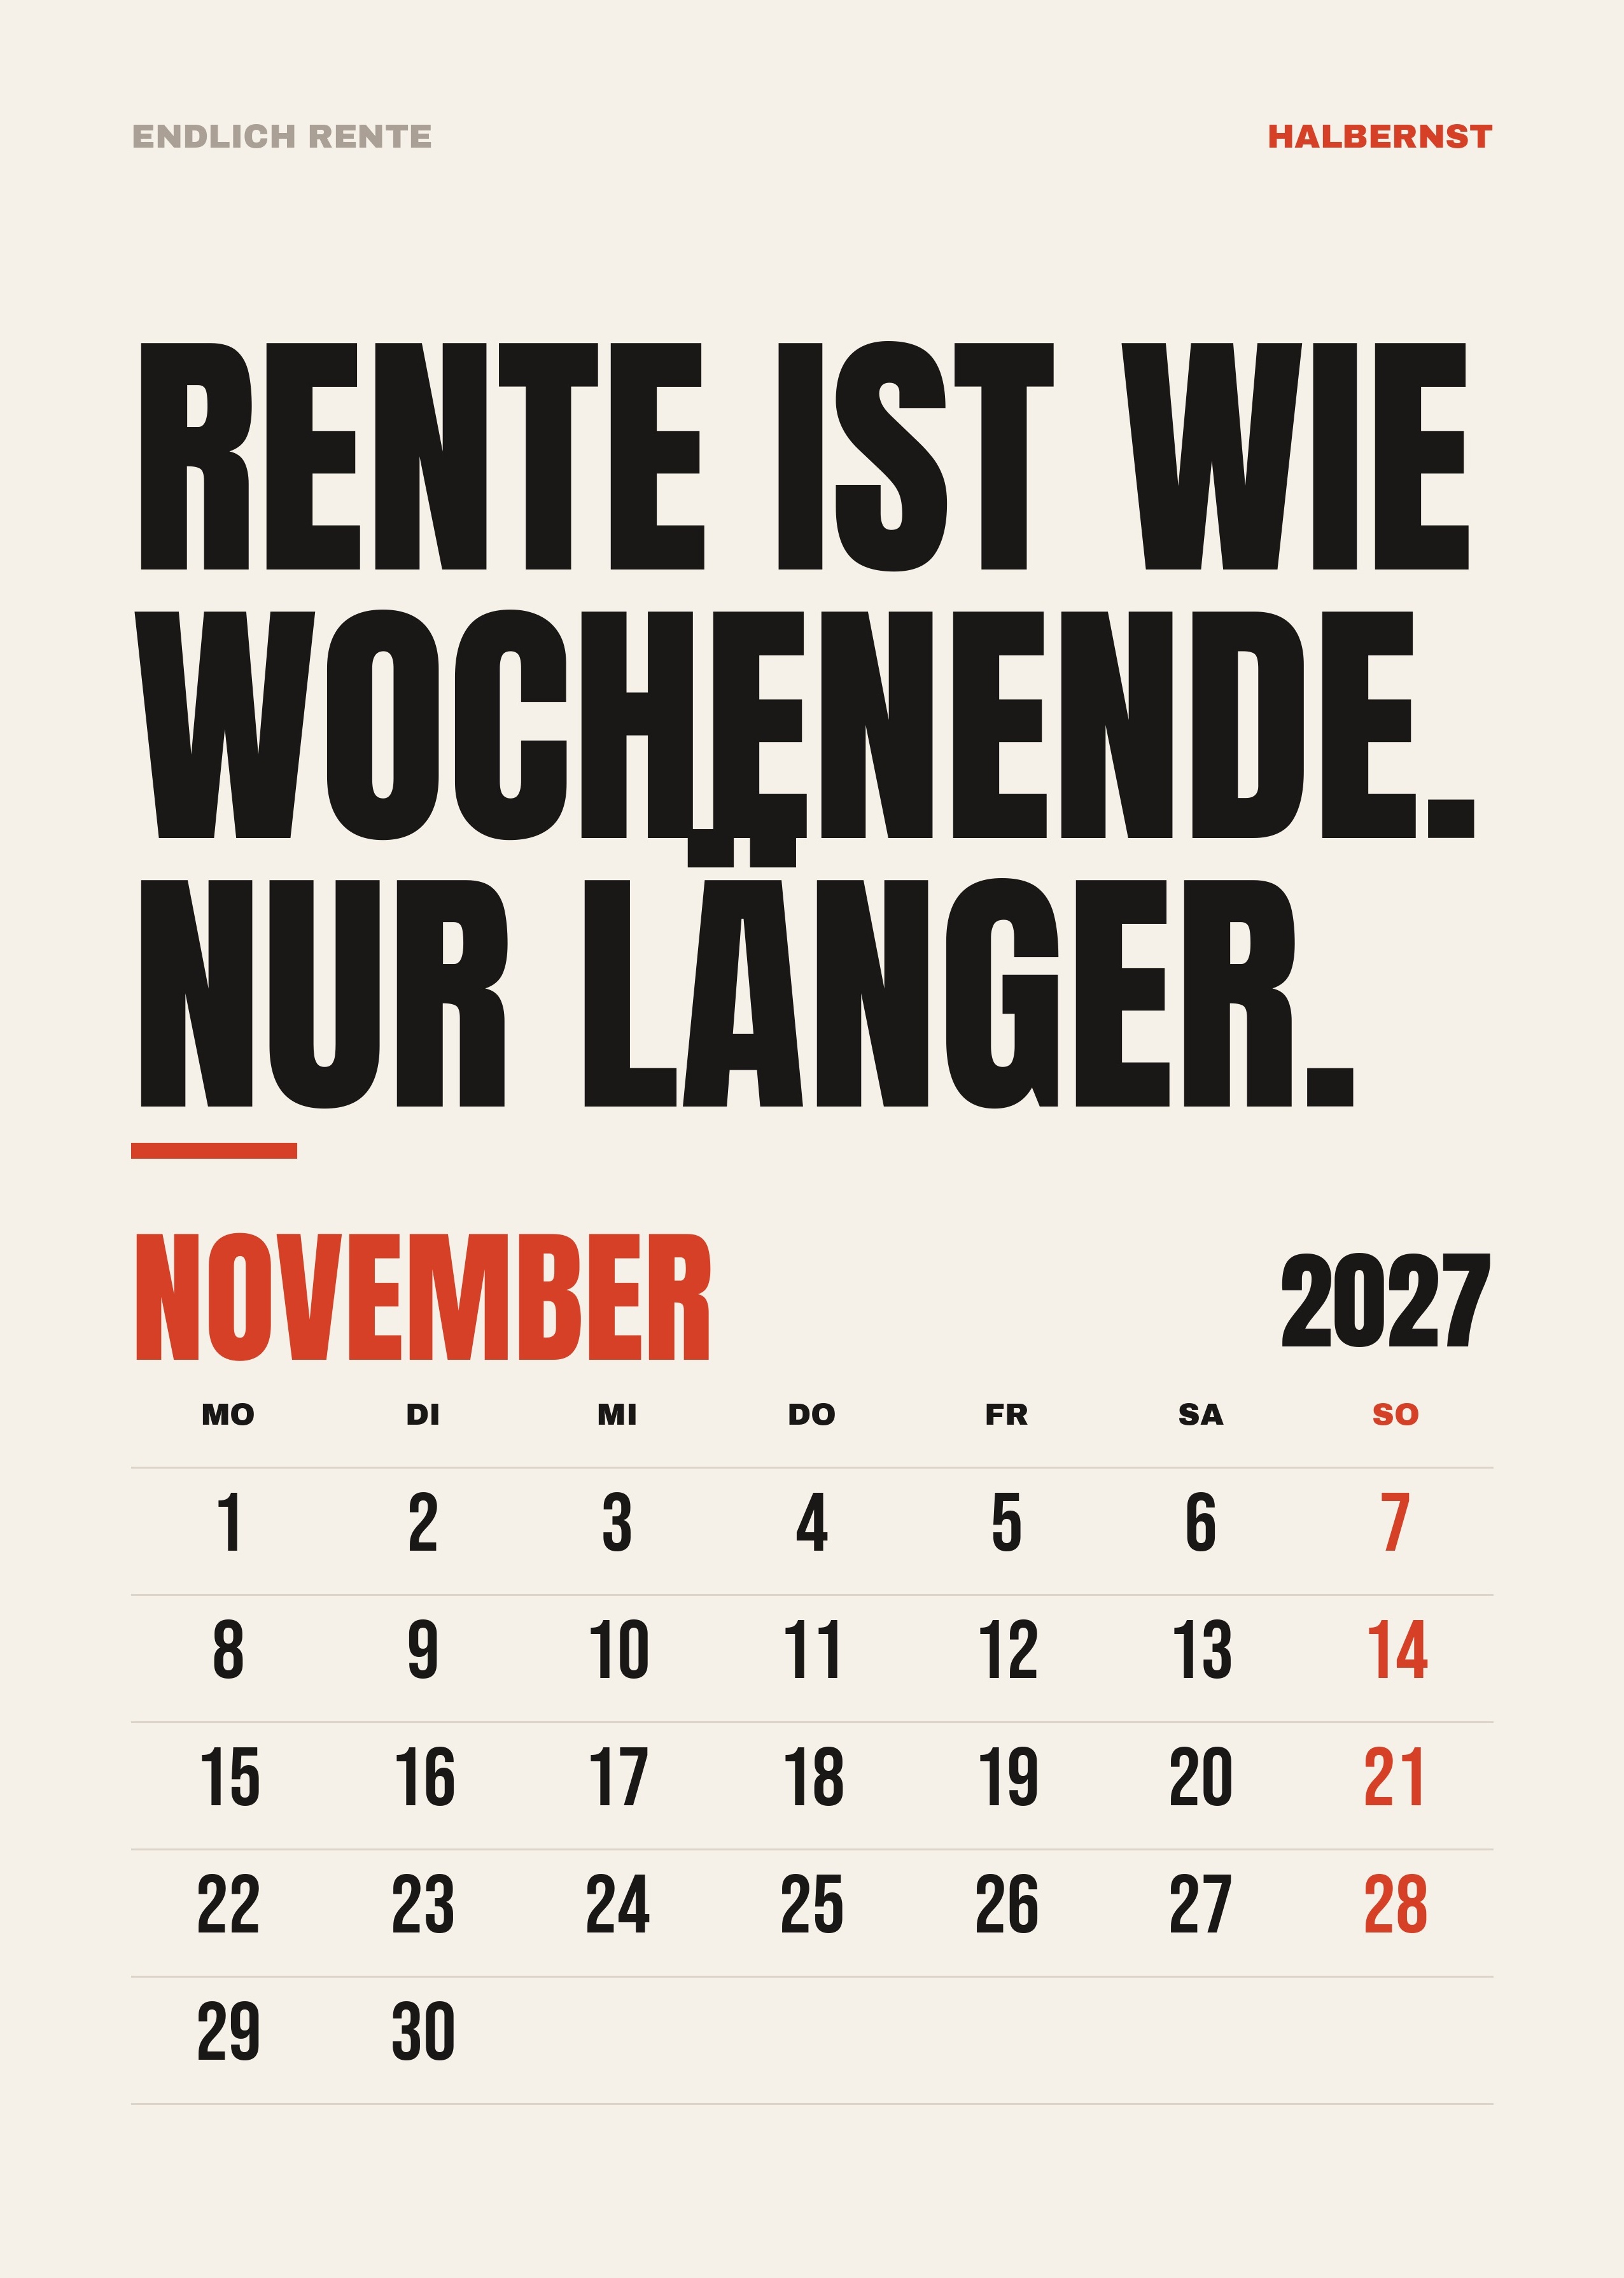 ENDLICH RENTE HALBERNST
RENTE IST WIE
WOCHENENDE.
NUR LÄNGER.
NOVEMBER 2027
MO DI MI DO FR SA SO
1 2 3 4 5 6 7
8 9 10 11 12 13 14
15 16 17 18 19 20 21
22 23 24 25 26 27 28
29 30